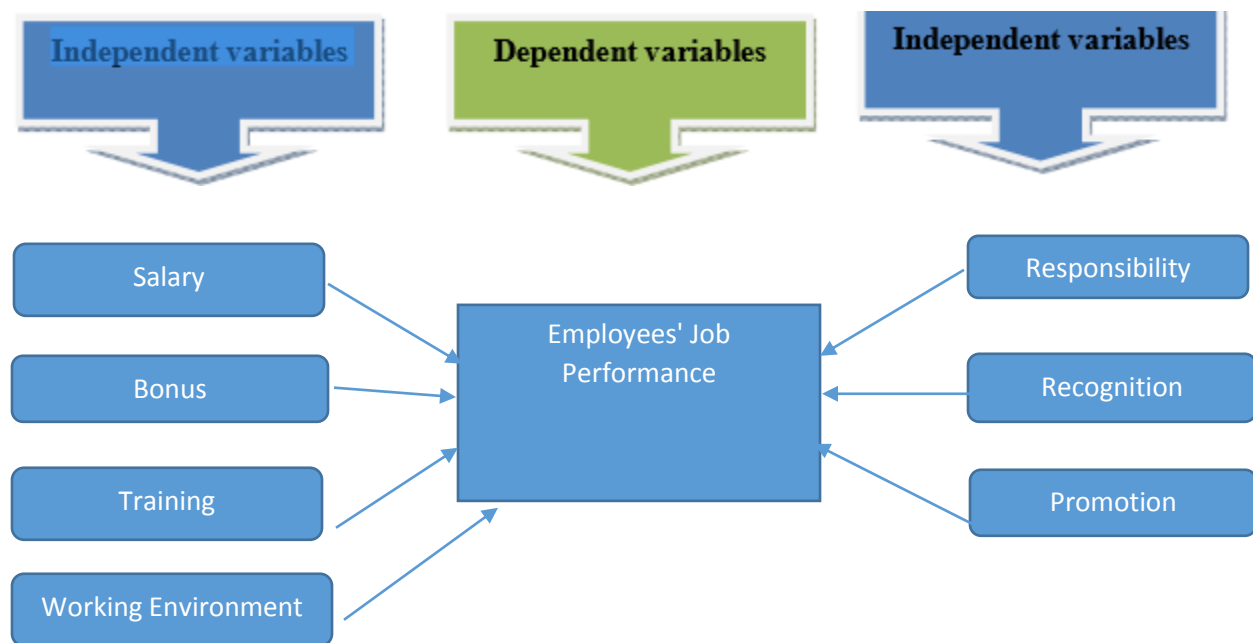 Independent variables
Dependent variables
Independent variables
Salary
Bonus
Training
Working Environment
Employees' Job
Performance
Responsibility
Recognition
Promotion